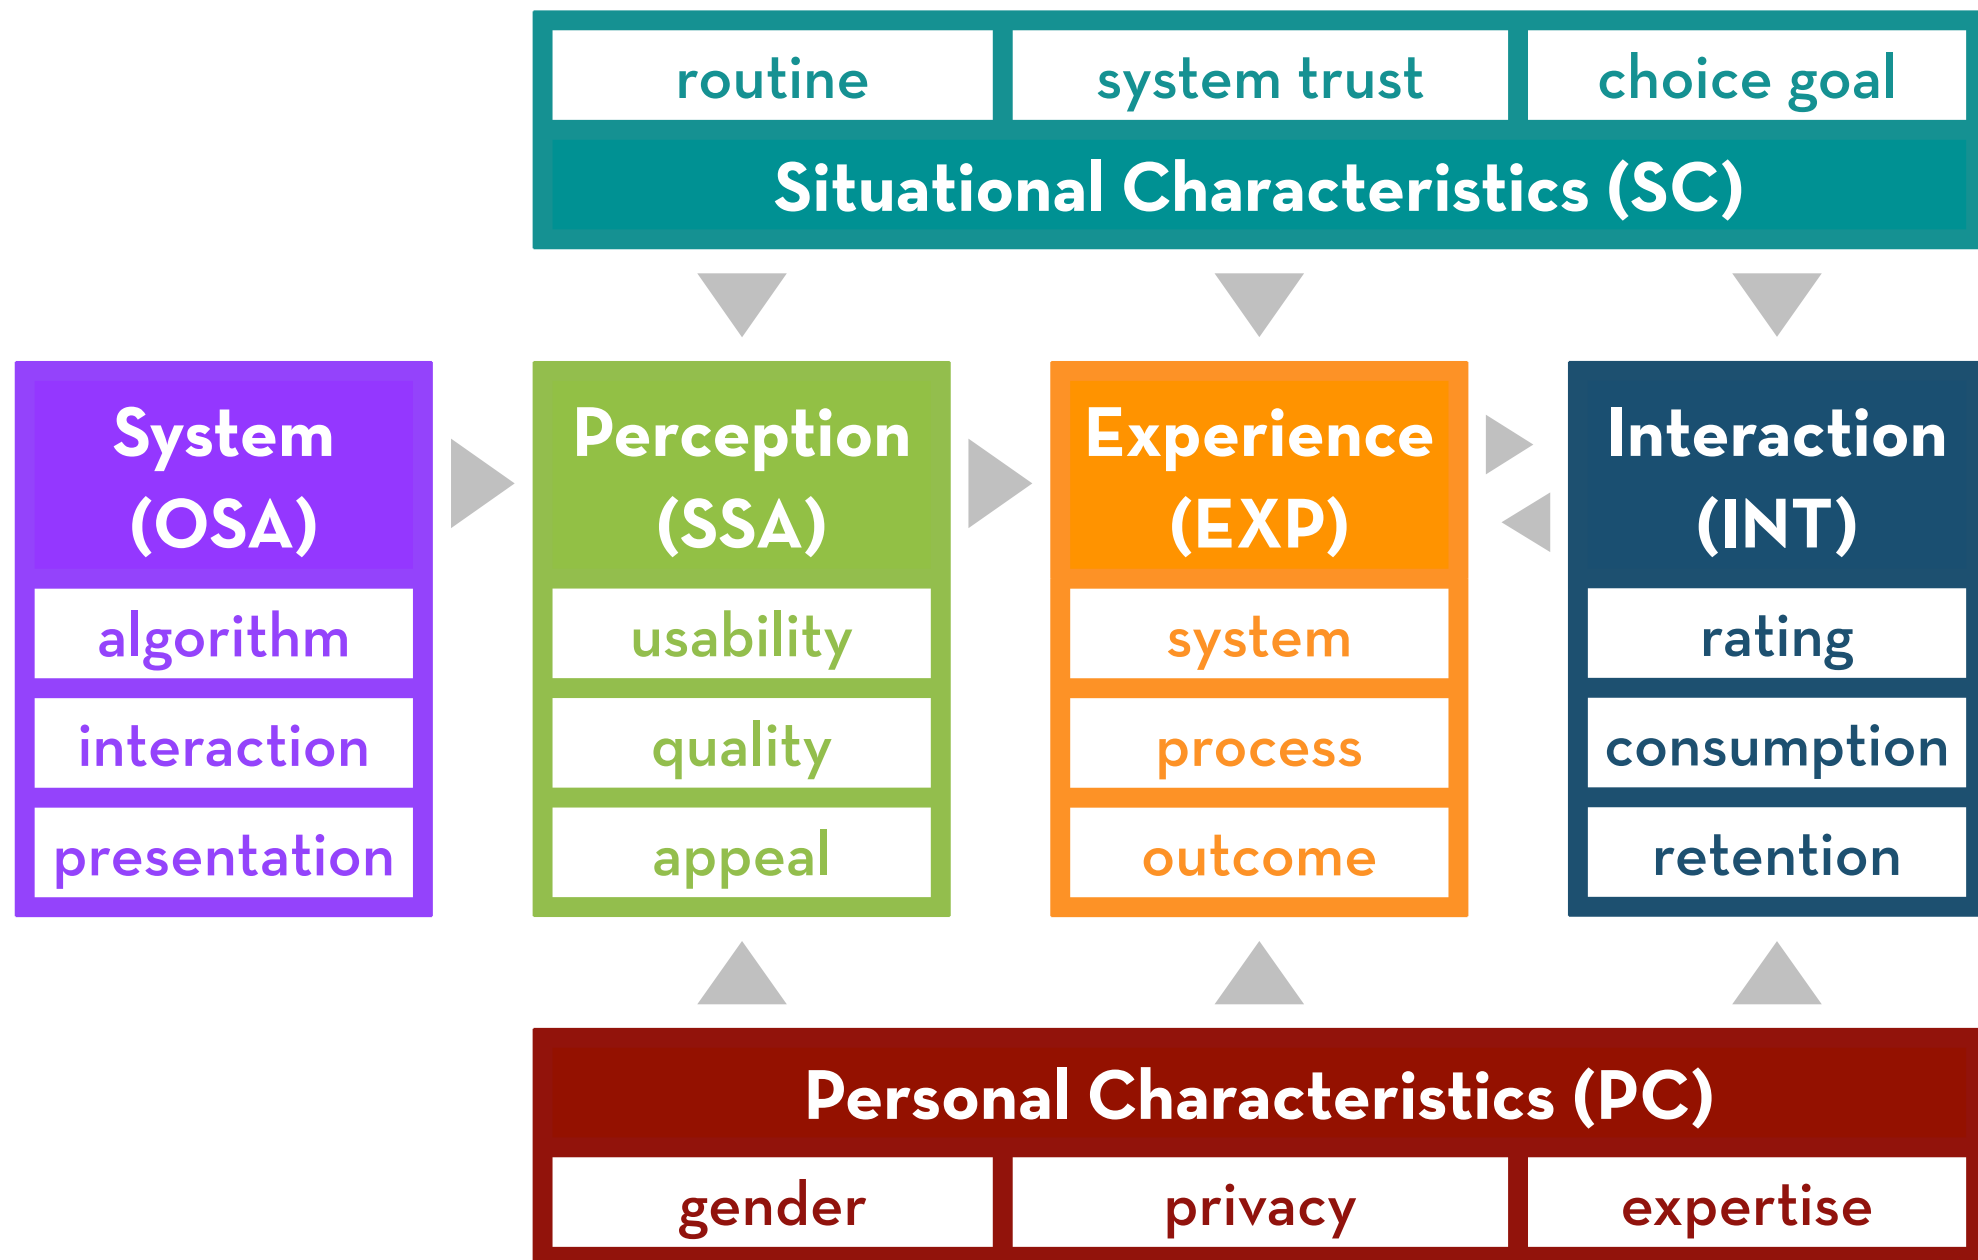 routine
system trust
choice goal
Situational Characteristics (SC)
System
(OSA)
algorithm
interaction
presentation
Perception
(SSA)
usability
quality
appeal
Experience
(EXP)
system
process
outcome
Interaction
(INT)
rating
consumption
retention
Personal Characteristics (PC)
gender
privacy
expertise